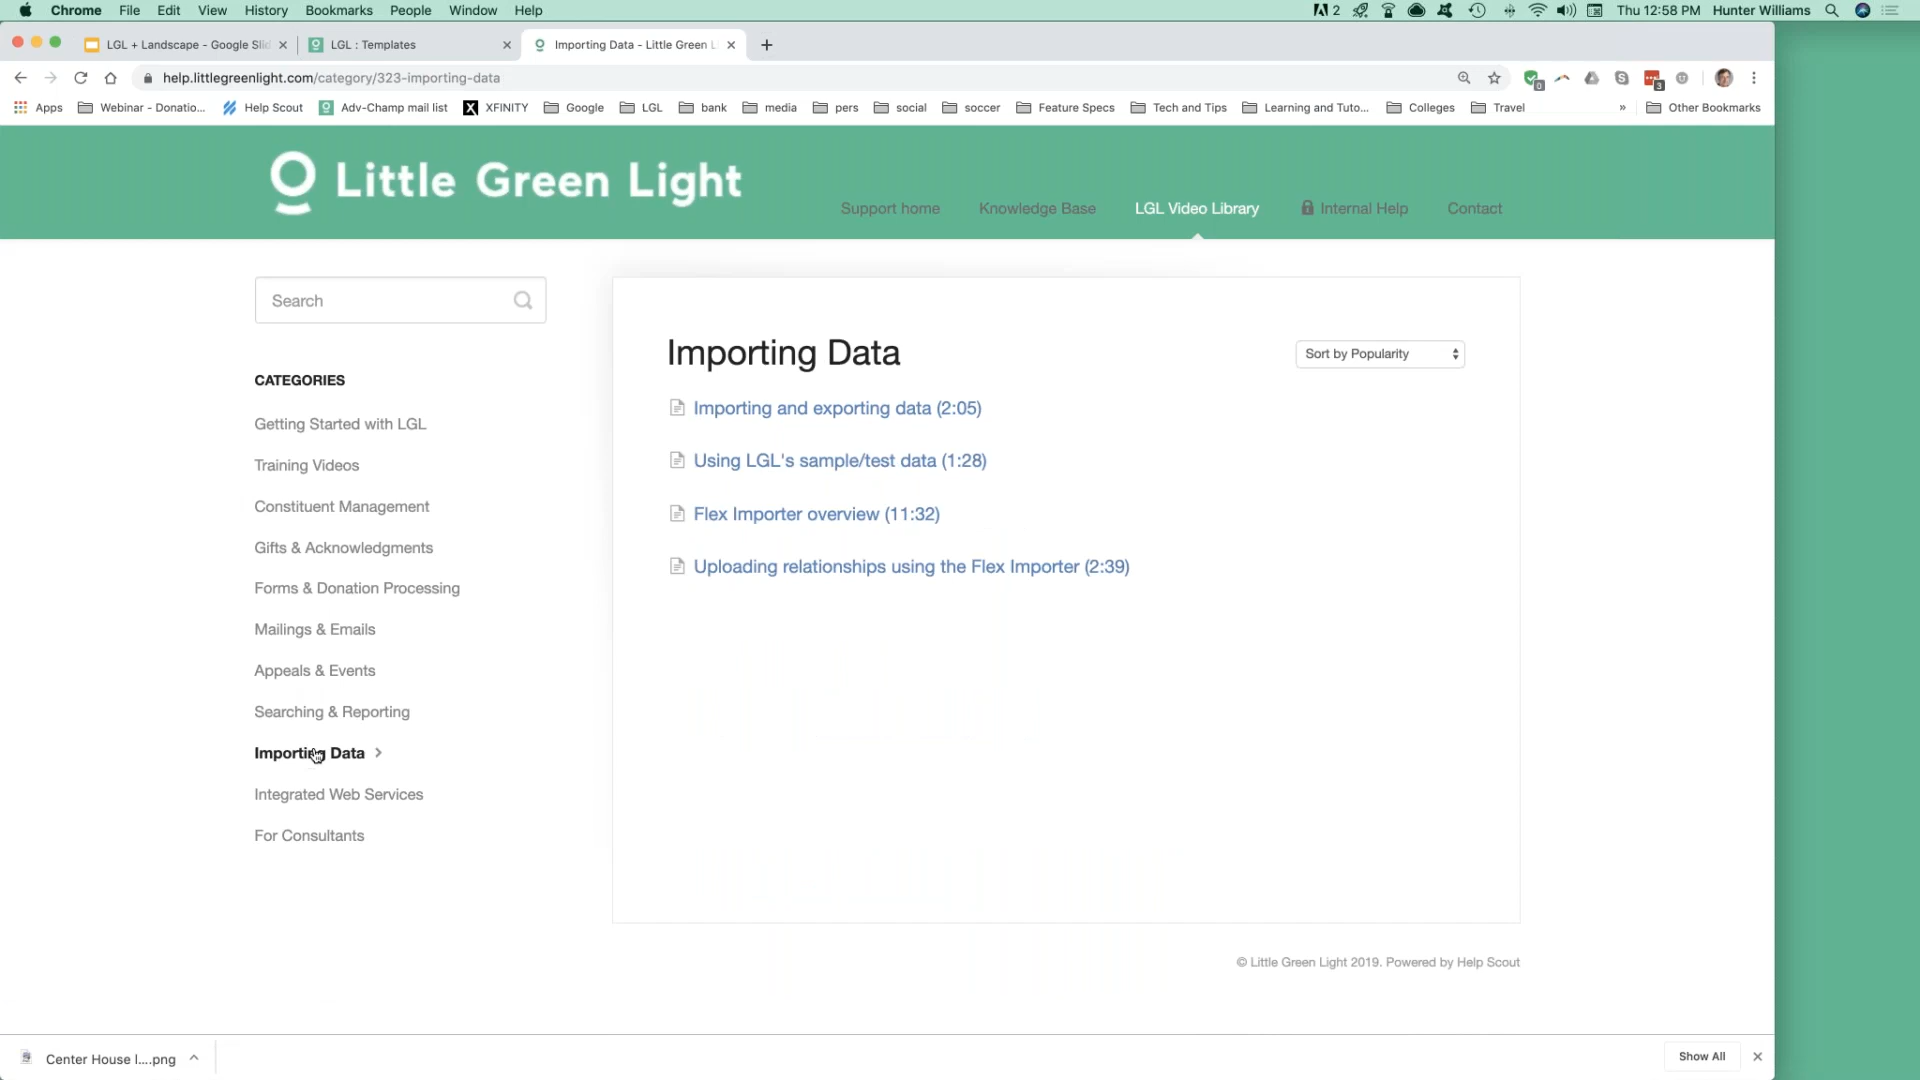 Chrome File Edit View History Bookmarks People Window Help 2 Thu 12:58 PM Hunter Williams
LGL + Landscape - Google Slid LGL : Templates Importing Data - Little Green L
help.littlegreenlight.com/category/323-importing-data 0 3
Apps Webinar - Donatio... Help Scout Adv-Champ mail list XFINITY Google LGL bank media pers social soccer Feature Specs Tech and Tips Learning and Tuto... Colleges Travel » Other Bookmarks
Little Green Light
Support home Knowledge Base LGL Video Library Internal Help Contact
Search
Importing Data
Sort by Popularity
CATEGORIES
Getting Started with LGL
Training Videos
Constituent Management
Gifts & Acknowledgments
Forms & Donation Processing
Mailings & Emails
Appeals & Events
Searching & Reporting
Importing Data
Integrated Web Services
For Consultants
Importing and exporting data (2:05)
Using LGL's sample/test data (1:28)
Flex Importer overview (11:32)
Uploading relationships using the Flex Importer (2:39)
© Little Green Light 2019. Powered by Help Scout
Center House l....png
Show All